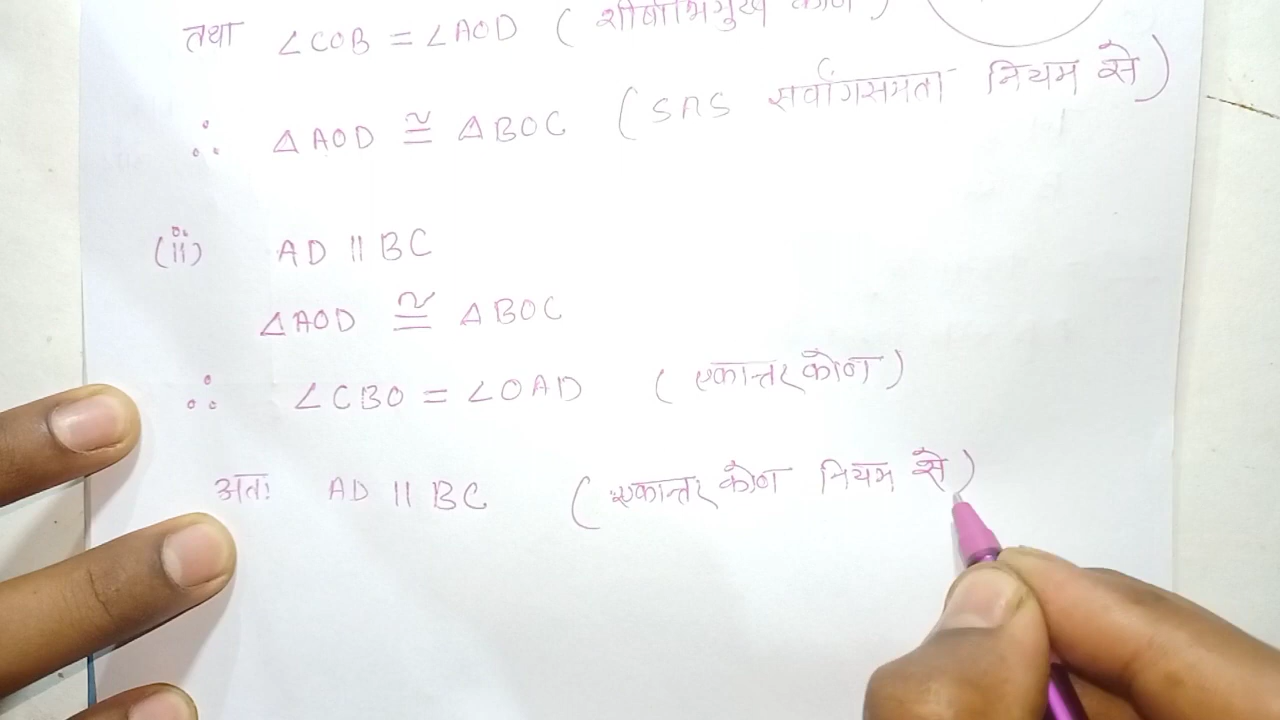 तथा ∠COB = ∠AOD ( शीर्षाभिमुख कोण )
∴ △AOD ≅ △BOC ( SAS सर्वांगसमता नियम से )
(ii) AD || BC
△AOD ≅ △BOC
∴ ∠CBO = ∠OAD ( एकान्तर कोण )
अतः AD || BC ( एकान्तर कोण नियम से )